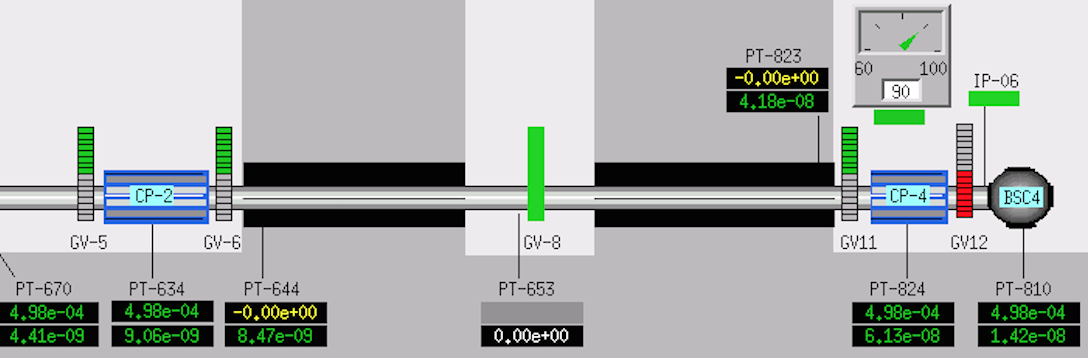 PT-823
-0.00e+00
4.18e-08
60 100
90
IP-06
CP-2
CP-4
BSC4
GV-5
GV-6
GV-8
GV11
GV12
PT-670
4.98e-04
4.41e-09
PT-634
4.98e-04
9.06e-09
PT-644
-0.00e+00
8.47e-09
PT-653
0.00e+00
PT-824
4.98e-04
6.13e-08
PT-810
4.98e-04
1.42e-08